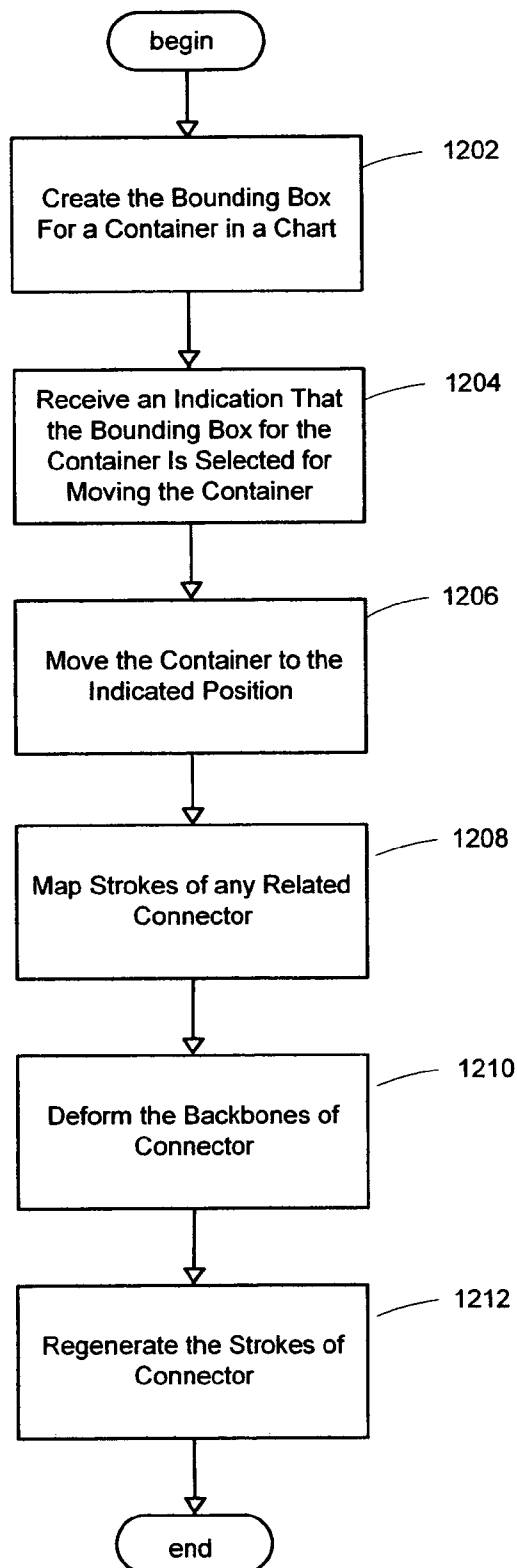 begin
1202
Create the Bounding Box
For a Container in a Chart
1204
Receive an Indication That
the Bounding Box for the
Container Is Selected for
Moving the Container
1206
Move the Container to the
Indicated Position
1208
Map Strokes of any Related
Connector
1210
Deform the Backbones of
Connector
1212
Regenerate the Strokes of
Connector
end